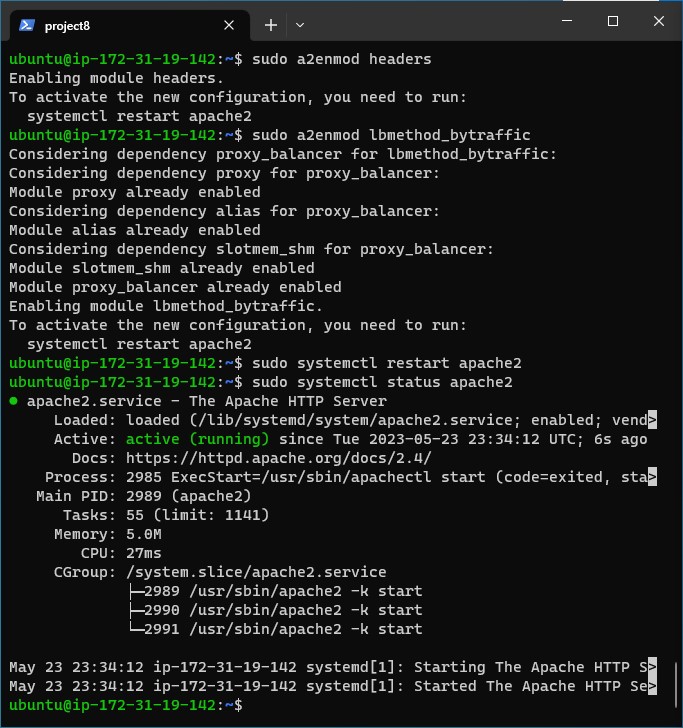 project8
ubuntu@ip-172-31-19-142:~$ sudo a2enmod headers
Enabling module headers.
To activate the new configuration, you need to run:
  systemctl restart apache2
ubuntu@ip-172-31-19-142:~$ sudo a2enmod lbmethod_bytraffic
Considering dependency proxy_balancer for lbmethod_bytraffic:
Considering dependency proxy for proxy_balancer:
Module proxy already enabled
Considering dependency alias for proxy_balancer:
Module alias already enabled
Considering dependency slotmem_shm for proxy_balancer:
Module slotmem_shm already enabled
Module proxy_balancer already enabled
Enabling module lbmethod_bytraffic.
To activate the new configuration, you need to run:
  systemctl restart apache2
ubuntu@ip-172-31-19-142:~$ sudo systemctl restart apache2
ubuntu@ip-172-31-19-142:~$ sudo systemctl status apache2
● apache2.service - The Apache HTTP Server
     Loaded: loaded (/lib/systemd/system/apache2.service; enabled; vend>
     Active: active (running) since Tue 2023-05-23 23:34:12 UTC; 6s ago
       Docs: https://httpd.apache.org/docs/2.4/
    Process: 2985 ExecStart=/usr/sbin/apachectl start (code=exited, sta>
   Main PID: 2989 (apache2)
      Tasks: 55 (limit: 1141)
     Memory: 5.0M
        CPU: 27ms
     CGroup: /system.slice/apache2.service
             ├─2989 /usr/sbin/apache2 -k start
             ├─2990 /usr/sbin/apache2 -k start
             └─2991 /usr/sbin/apache2 -k start
May 23 23:34:12 ip-172-31-19-142 systemd[1]: Starting The Apache HTTP S>
May 23 23:34:12 ip-172-31-19-142 systemd[1]: Started The Apache HTTP Se>
ubuntu@ip-172-31-19-142:~$